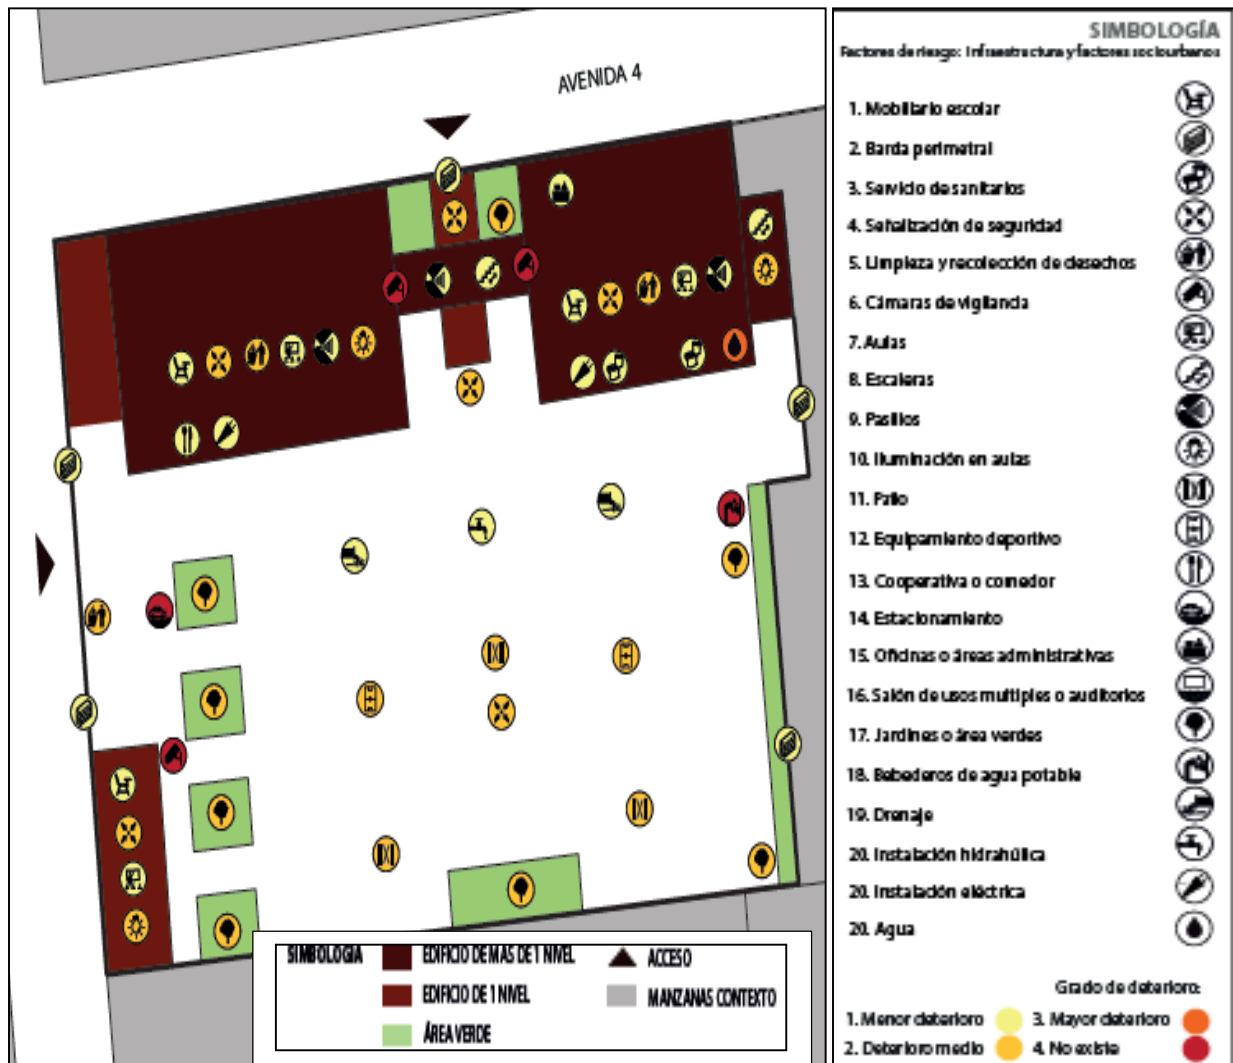 AVENIDA 4
SIMBOLOGIA
EDIFICIO DE MAS DE 1 NIVEL
EDIFICIO DE 1 NIVEL
ÁREA VERDE
ACCESO
MANZANAS CONTEXTO
SIMBOLOGÍA
Factores de riesgo: Infraestructura y factores sociourbanos
1. Mobiliario escolar
2. Barda perimetral
3. Servicio de sanitarios
4. Señalización de seguridad
5. Limpieza y recolección de desechos
6. Cámaras de vigilancia
7. Aulas
8. Escaleras
9. Pasillos
10. Iluminación en aulas
11. Patio
12. Equipamiento deportivo
13. Cooperativa o comedor
14. Estacionamiento
15. Oficinas o áreas administrativas
16. Salón de usos multiples o auditorios
17. Jardines o área verdes
18. Bebederos de agua potable
19. Drenaje
20. Instalación hidrahúlica
20. Instalación eléctrica
20. Agua
Grado de deterioro:
1. Menor deterioro
3. Mayor deterioro
2. Deterioro medio
4. No existe